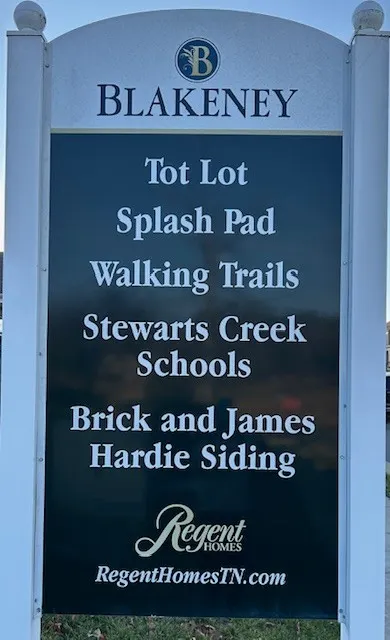 B
BLAKENEY
Tot Lot
Splash Pad
Walking Trails
Stewarts Creek
Schools
Brick and James
Hardie Siding
Regent
HOMES
RegentHomesTN.com